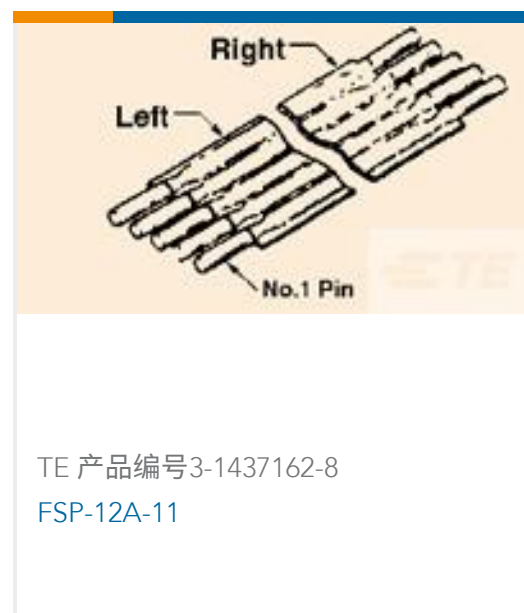 Right
Left
No.1 Pin
TE
TE 产品编号3-1437162-8
FSP-12A-11